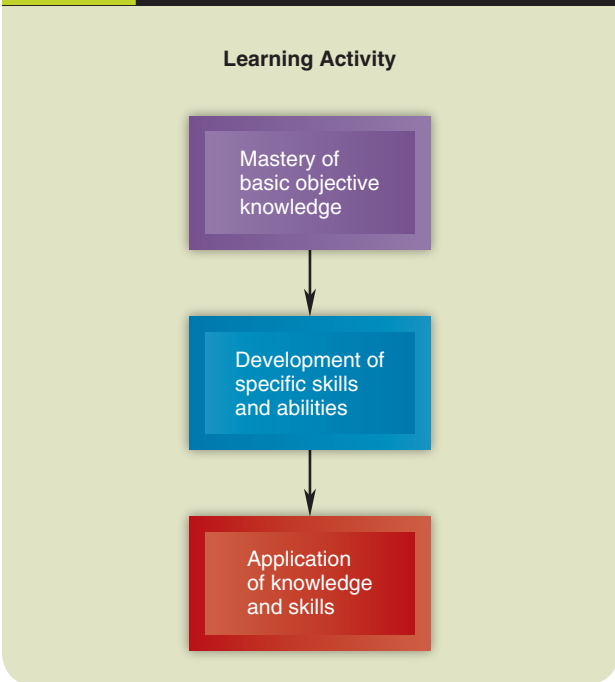 Learning Activity
Mastery of
basic objective
knowledge
Development of
specific skills
and abilities
Application
of knowledge
and skills